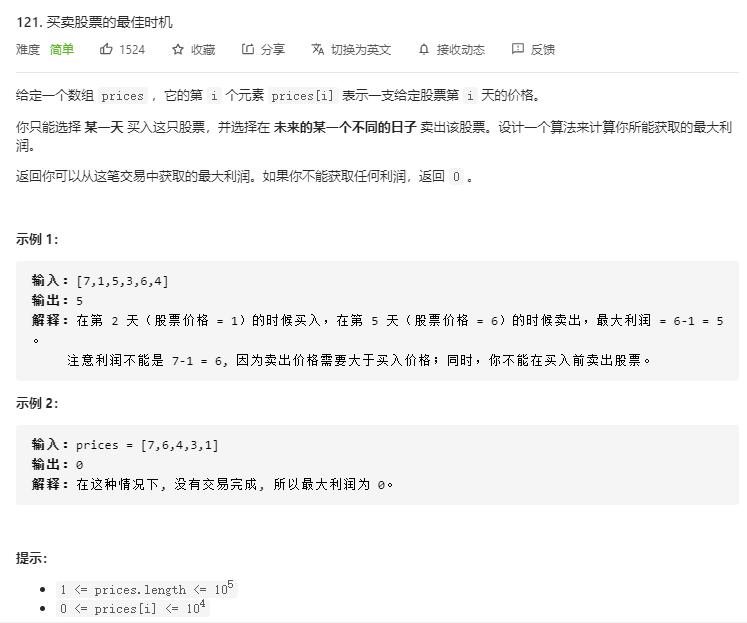 121. 买卖股票的最佳时机
难度 简单 1524 收藏 分享 切换为英文 接收动态 反馈
给定一个数组 prices ，它的第 i 个元素 prices[i] 表示一支给定股票第 i 天的价格。
你只能选择 某一天 买入这只股票，并选择在 未来的某一个不同的日子 卖出该股票。设计一个算法来计算你所能获取的最大利
润。
返回你可以从这笔交易中获取的最大利润。如果你不能获取任何利润，返回 0 。
示例 1：
输入：[7,1,5,3,6,4]
输出：5
解释：在第 2 天（股票价格 = 1）的时候买入，在第 5 天（股票价格 = 6）的时候卖出，最大利润 = 6-1 = 5
。
注意利润不能是 7-1 = 6, 因为卖出价格需要大于买入价格；同时，你不能在买入前卖出股票。
示例 2：
输入：prices = [7,6,4,3,1]
输出：0
解释：在这种情况下, 没有交易完成, 所以最大利润为 0。
提示：
• 1 <= prices.length <= 10⁵
• 0 <= prices[i] <= 10⁴